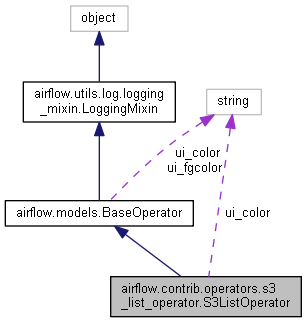 object
airflow.utils.log.logging
_mixin.LoggingMixin
string
ui_color
ui_fgcolor
airflow.models.BaseOperator
ui_color
airflow.contrib.operators.s3
_list_operator.S3ListOperator